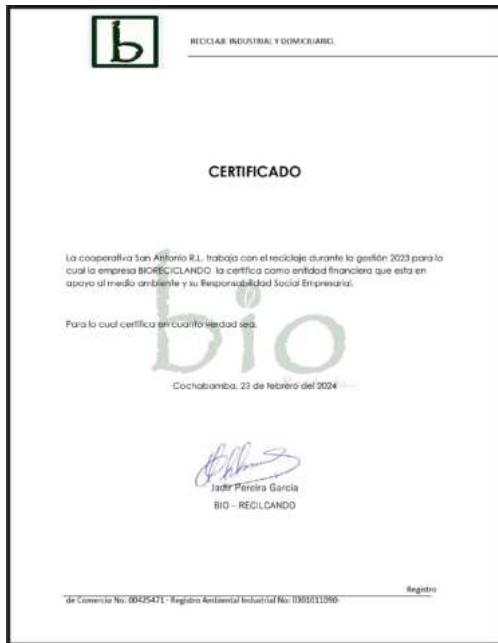 b
RECICLAJE INDUSTRIAL Y DOMICILIARIO.
CERTIFICADO
La cooperativa San Antonio R.L. trabaja con el reciclaje durante la gestión 2023 para lo
cual la empresa BIORECICLANDO la certifica como entidad financiera que esta en
apoyo al medio ambiente y su Responsabilidad Social Empresarial.
Para lo cual certifica en cuanto verdad sea.
bio
Cochabamba, 23 de febrero del 2024
Jadir Pereira Garcia
BIO – RECILCANDO
Registro
de Comercio No. 00425471 - Registro Ambiental Industrial No: 0301011090-